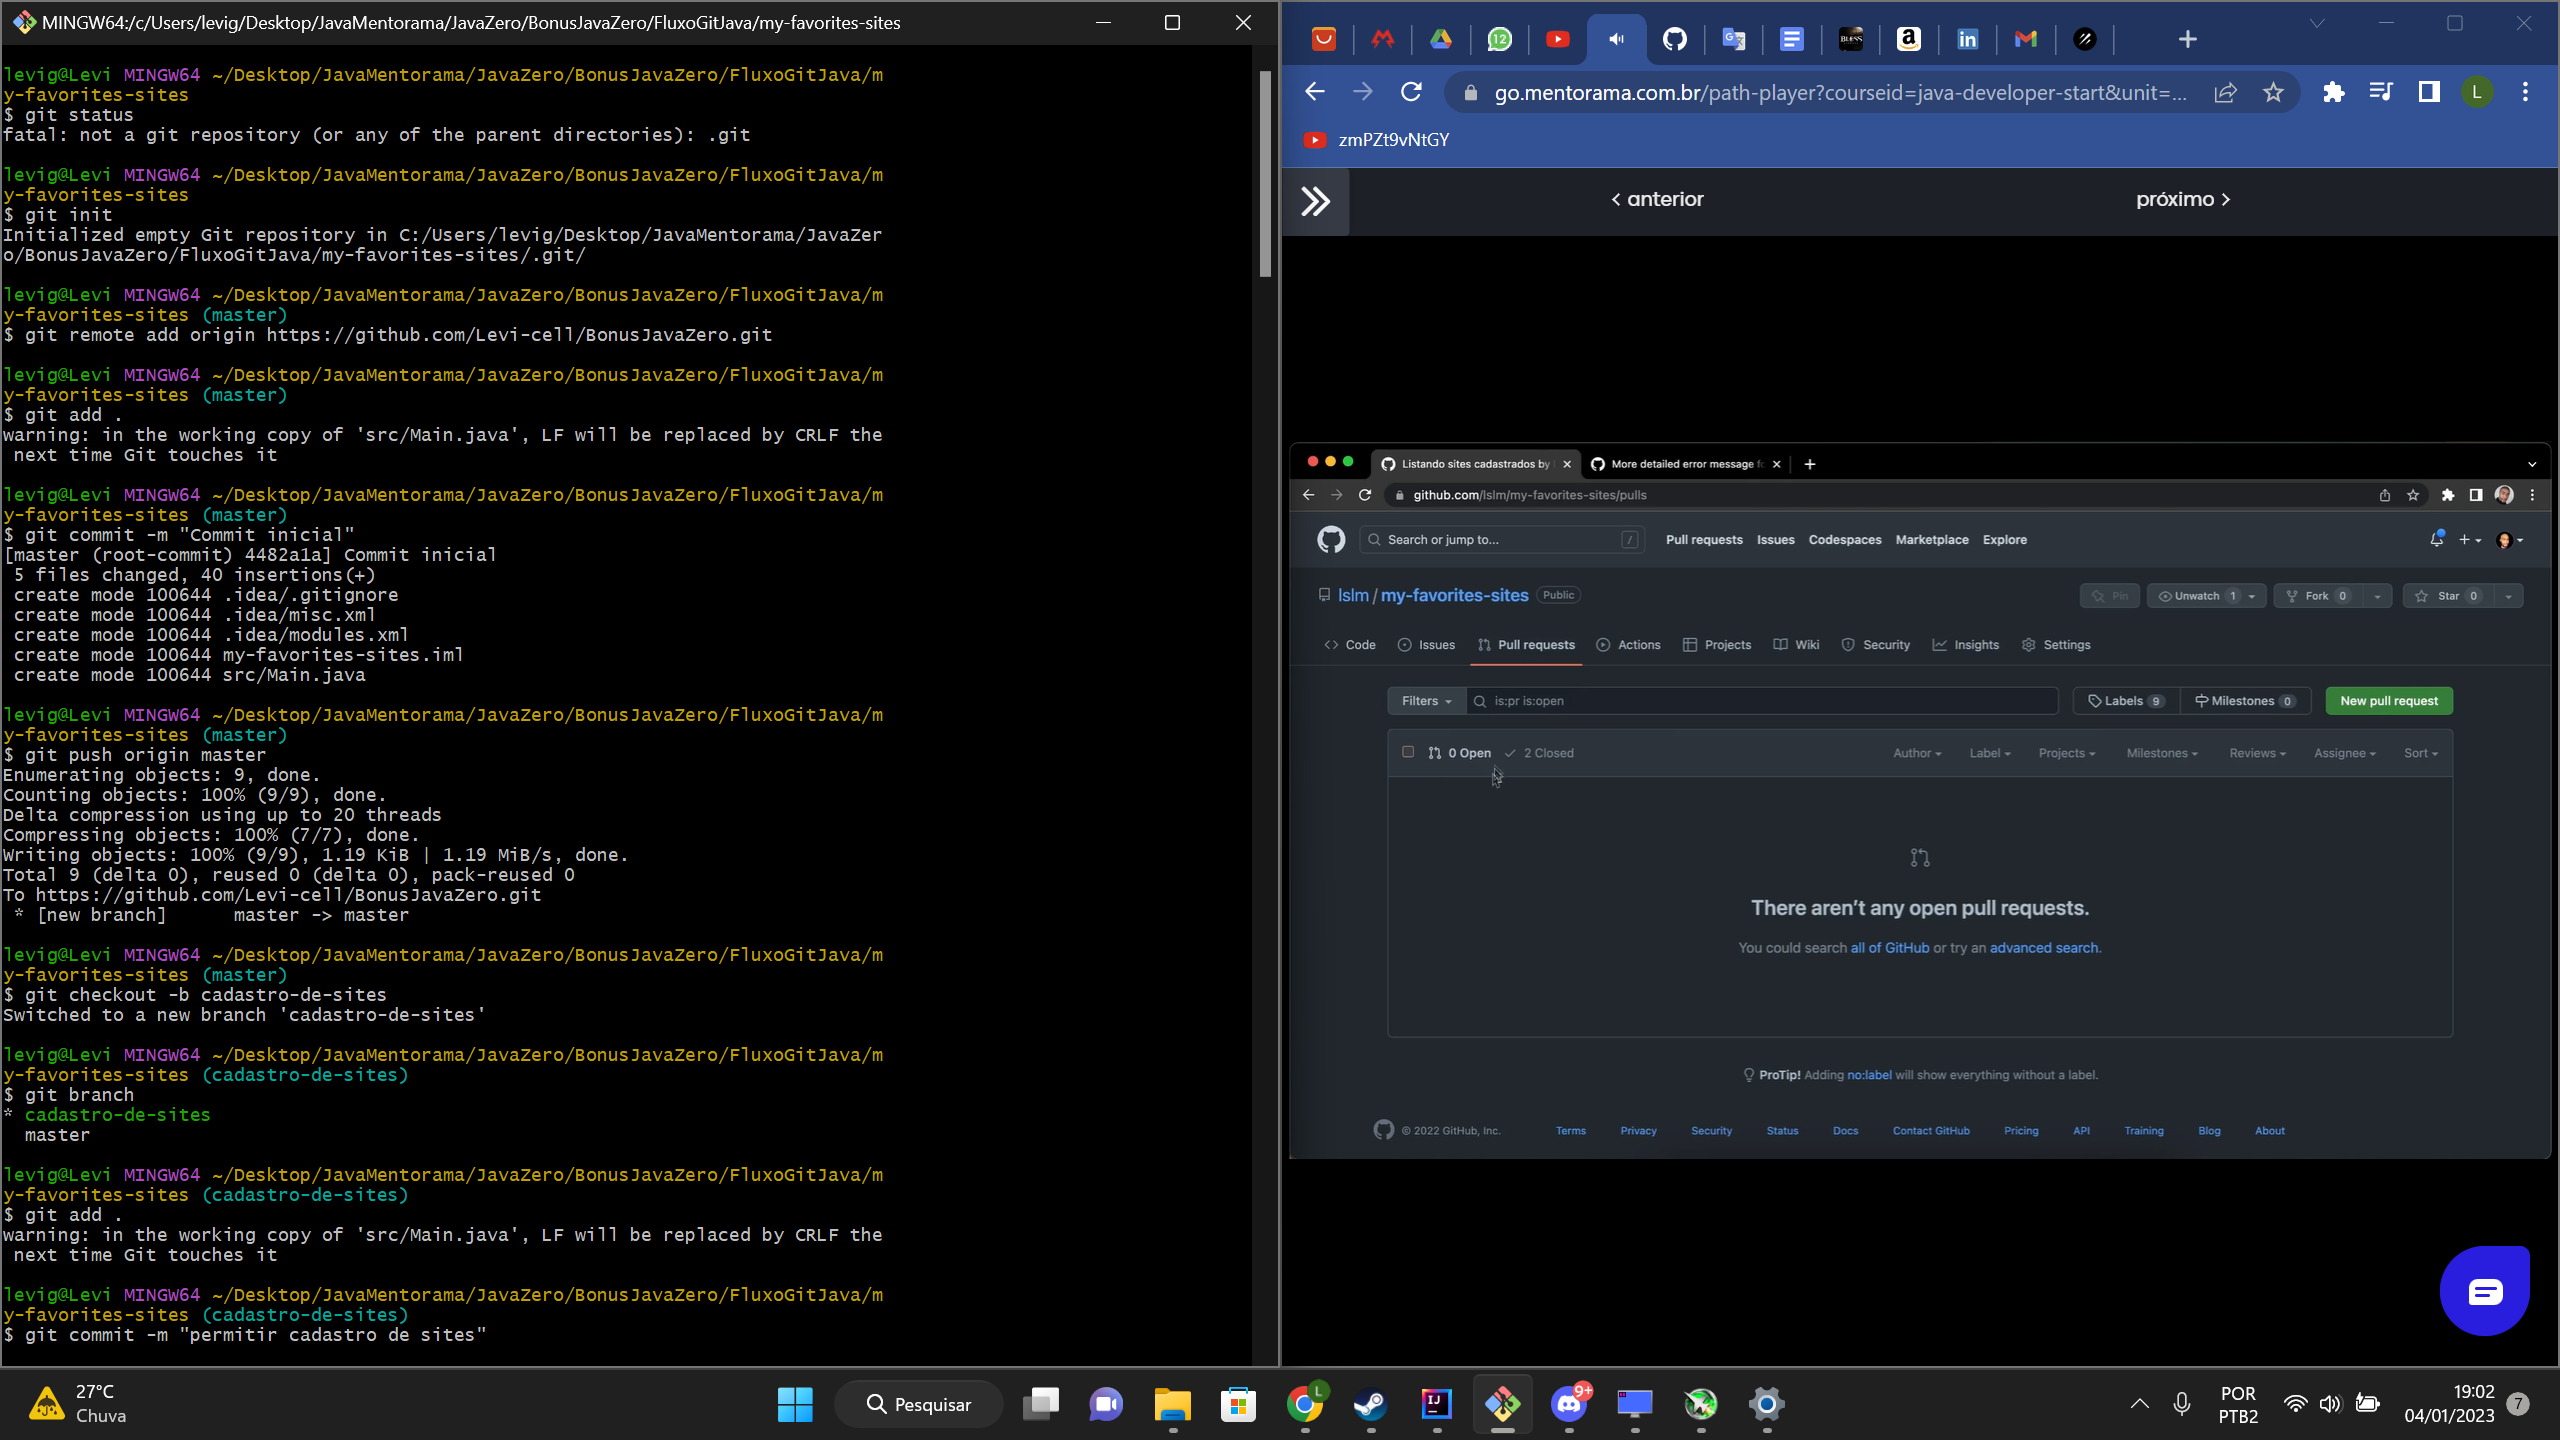 MINGW64:/c/Users/levig/Desktop/JavaMentorama/JavaZero/BonusJavaZero/FluxoGitJava/my-favorites-sites
levig@Levi MINGW64 ~/Desktop/JavaMentorama/JavaZero/BonusJavaZero/FluxoGitJava/m
y-favorites-sites
$ git status
fatal: not a git repository (or any of the parent directories): .git
levig@Levi MINGW64 ~/Desktop/JavaMentorama/JavaZero/BonusJavaZero/FluxoGitJava/m
y-favorites-sites
$ git init
Initialized empty Git repository in C:/Users/levig/Desktop/JavaMentorama/JavaZer
o/BonusJavaZero/FluxoGitJava/my-favorites-sites/.git/
levig@Levi MINGW64 ~/Desktop/JavaMentorama/JavaZero/BonusJavaZero/FluxoGitJava/m
y-favorites-sites (master)
$ git remote add origin https://github.com/Levi-cell/BonusJavaZero.git
levig@Levi MINGW64 ~/Desktop/JavaMentorama/JavaZero/BonusJavaZero/FluxoGitJava/m
y-favorites-sites (master)
$ git add .
warning: in the working copy of 'src/Main.java', LF will be replaced by CRLF the
next time Git touches it
levig@Levi MINGW64 ~/Desktop/JavaMentorama/JavaZero/BonusJavaZero/FluxoGitJava/m
y-favorites-sites (master)
$ git commit -m "Commit inicial"
[master (root-commit) 4482a1a] Commit inicial
5 files changed, 40 insertions(+)
create mode 100644 .idea/.gitignore
create mode 100644 .idea/misc.xml
create mode 100644 .idea/modules.xml
create mode 100644 my-favorites-sites.iml
create mode 100644 src/Main.java
levig@Levi MINGW64 ~/Desktop/JavaMentorama/JavaZero/BonusJavaZero/FluxoGitJava/m
y-favorites-sites (master)
$ git push origin master
Enumerating objects: 9, done.
Counting objects: 100% (9/9), done.
Delta compression using up to 20 threads
Compressing objects: 100% (7/7), done.
Writing objects: 100% (9/9), 1.19 KiB | 1.19 MiB/s, done.
Total 9 (delta 0), reused 0 (delta 0), pack-reused 0
To https://github.com/Levi-cell/BonusJavaZero.git
* [new branch]      master -> master
levig@Levi MINGW64 ~/Desktop/JavaMentorama/JavaZero/BonusJavaZero/FluxoGitJava/m
y-favorites-sites (master)
$ git checkout -b cadastro-de-sites
Switched to a new branch 'cadastro-de-sites'
levig@Levi MINGW64 ~/Desktop/JavaMentorama/JavaZero/BonusJavaZero/FluxoGitJava/m
y-favorites-sites (cadastro-de-sites)
$ git branch
* cadastro-de-sites
master
levig@Levi MINGW64 ~/Desktop/JavaMentorama/JavaZero/BonusJavaZero/FluxoGitJava/m
y-favorites-sites (cadastro-de-sites)
$ git add .
warning: in the working copy of 'src/Main.java', LF will be replaced by CRLF the
next time Git touches it
levig@Levi MINGW64 ~/Desktop/JavaMentorama/JavaZero/BonusJavaZero/FluxoGitJava/m
y-favorites-sites (cadastro-de-sites)
$ git commit -m "permitir cadastro de sites"
12
BLESS
go.mentorama.com.br/path-player?courseid=java-developer-start&unit=...
L
zmPZt9vNtGY
< anterior
próximo >
Listando sites cadastrados by
More detailed error message fo
github.com/lslm/my-favorites-sites/pulls
Search or jump to... /
Pull requests Issues Codespaces Marketplace Explore
lslm / my-favorites-sites Public
Pin Unwatch 1 Fork 0 Star 0
Code Issues Pull requests Actions Projects Wiki Security Insights Settings
Filters is:pr is:open Labels 9 Milestones 0 New pull request
0 Open 2 Closed Author Label Projects Milestones Reviews Assignee Sort
There aren't any open pull requests.
You could search all of GitHub or try an advanced search.
ProTip! Adding no:label will show everything without a label.
© 2022 GitHub, Inc. Terms Privacy Security Status Docs Contact GitHub Pricing API Training Blog About
27°C
Chuva
Pesquisar
L
IJ
9+
POR
PTB2
19:02
04/01/2023
7